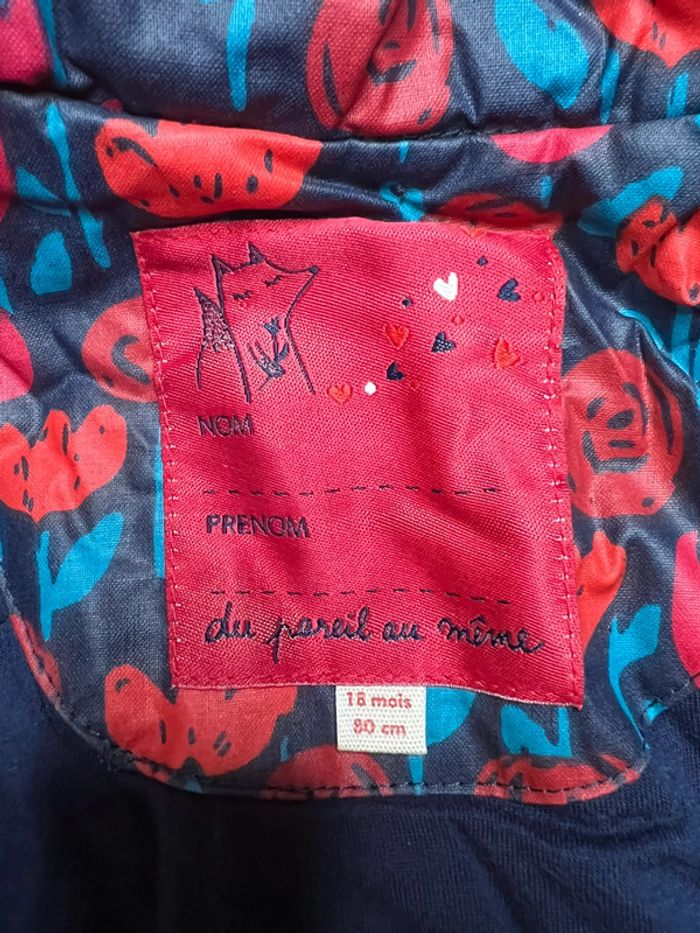 NOM
PRENOM
du pareil au même
18 mois
80 cm